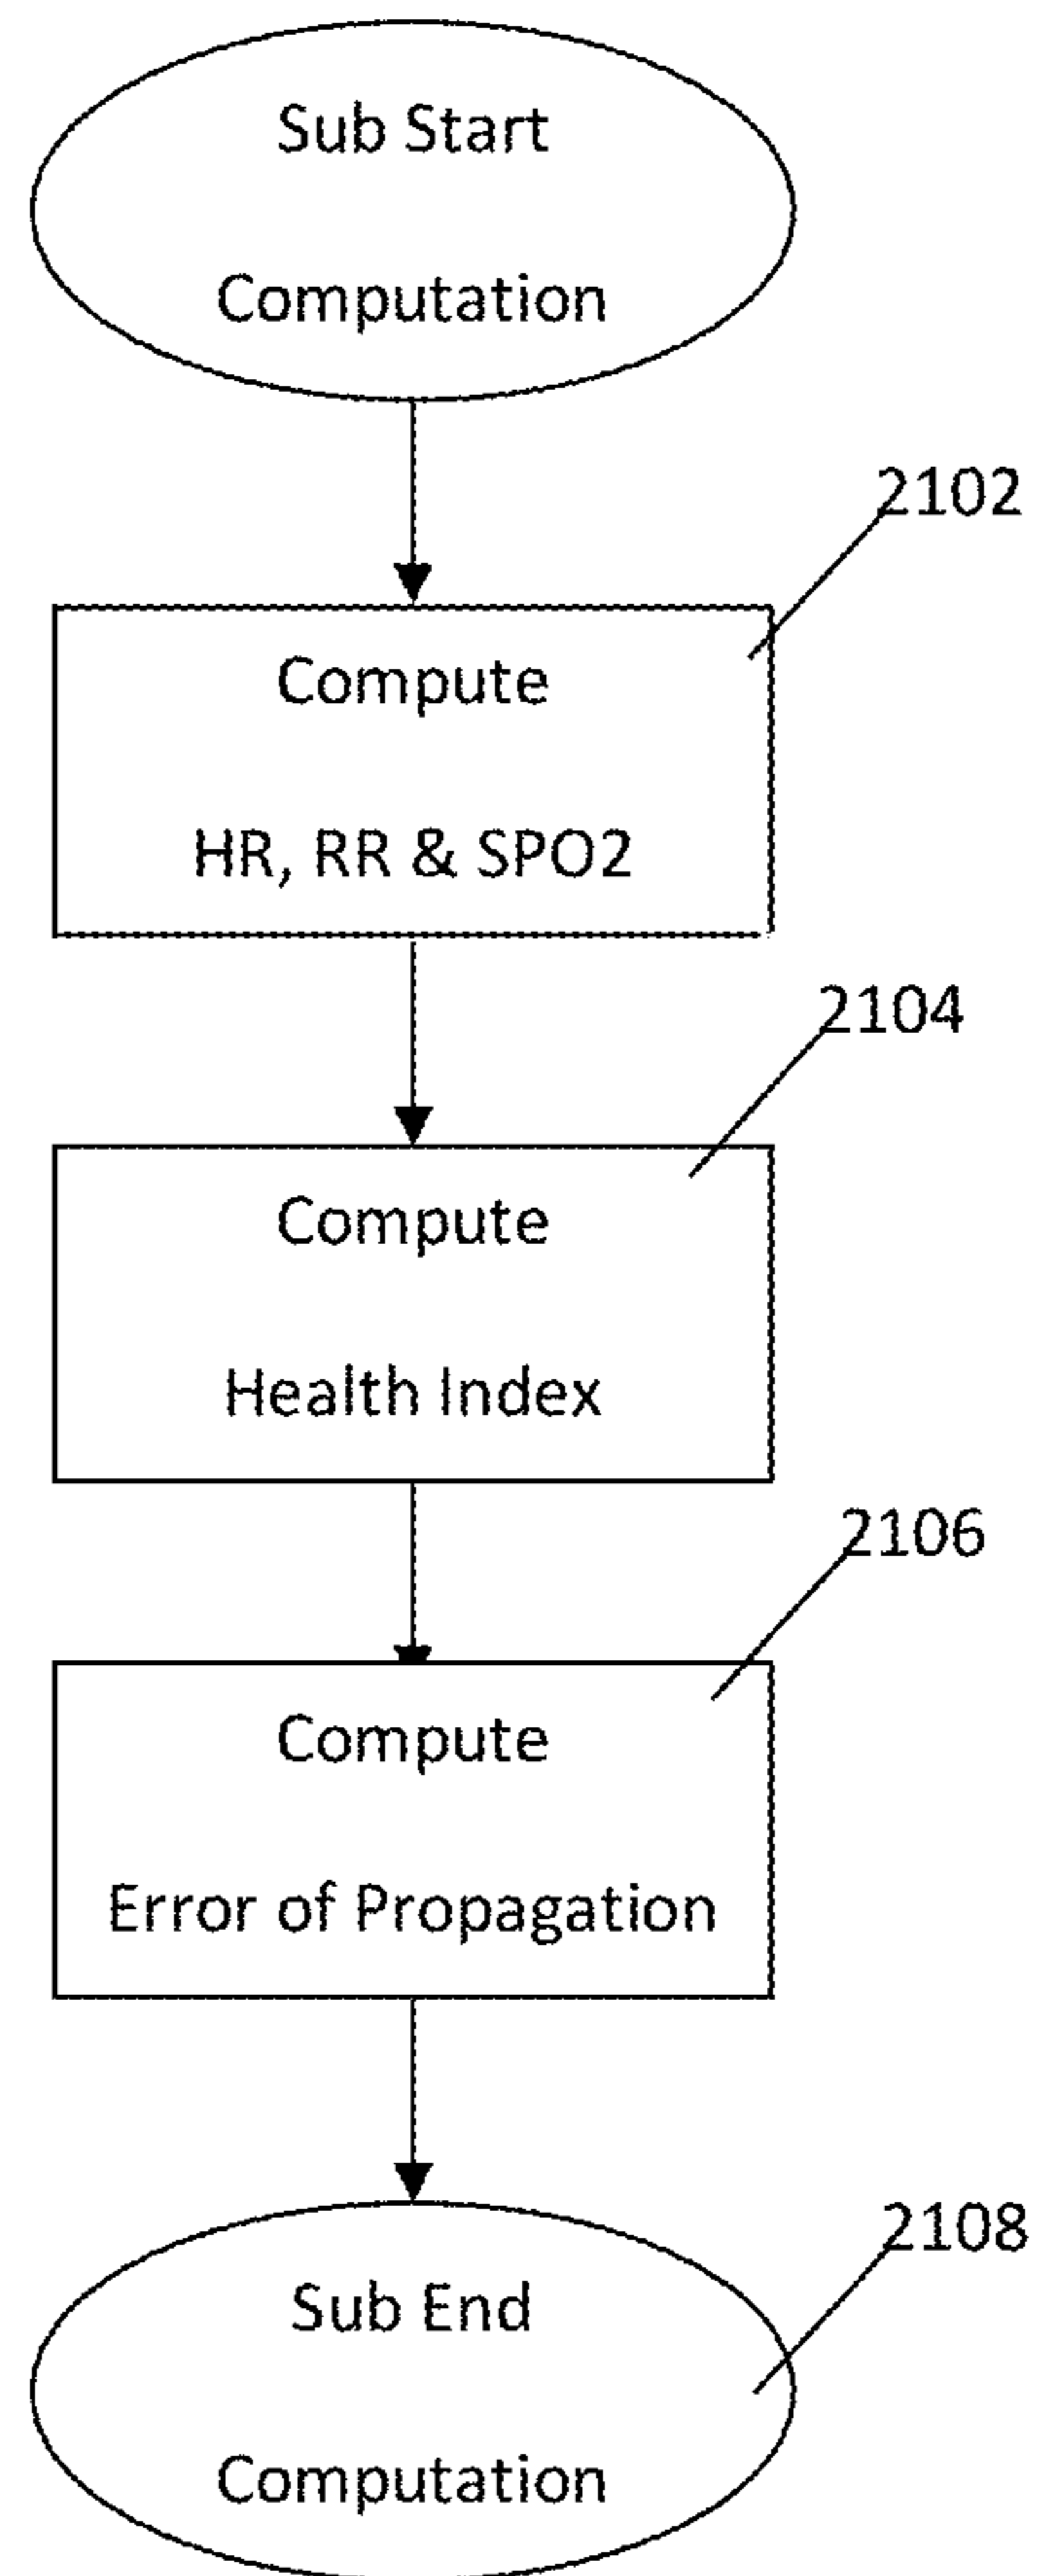 Sub Start
Computation
2102
Compute
HR, RR & SPO2
2104
Compute
Health Index
2106
Compute
Error of Propagation
2108
Sub End
Computation